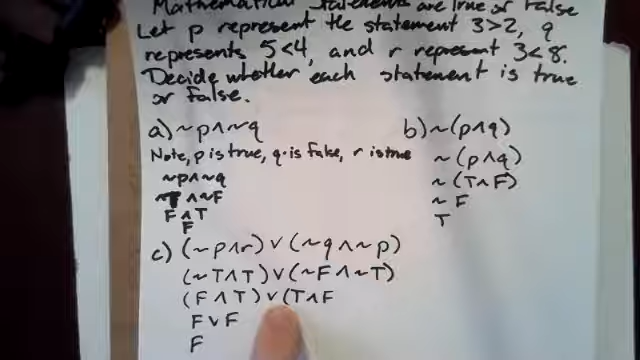 Mathematical Statements are True or False
Let p represent the statement 3>2, q
represents 5<4, and r represent 3<8.
Decide whether each statement is true
or false.
a) ~p∧~q
Note, p is true, q is false, r is true
~p∧~q
~T∧~F
F∧T
F
b) ~(p∧q)
~(p∧q)
~(T∧F)
~F
T
c) (~p∧r)∨(~q∧~p)
(~T∧T)∨(~F∧~T)
(F∧T)∨(T∧F
F∨F
F